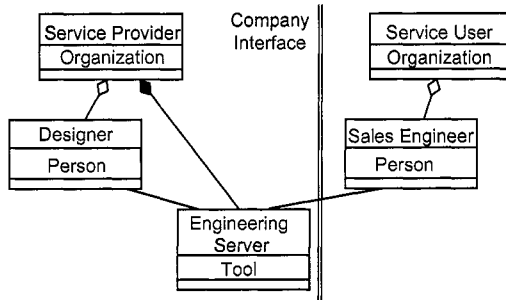 Service Provider
Organization
Company
Interface
Service User
Organization
Designer
Person
Sales Engineer
Person
Engineering
Server
Tool